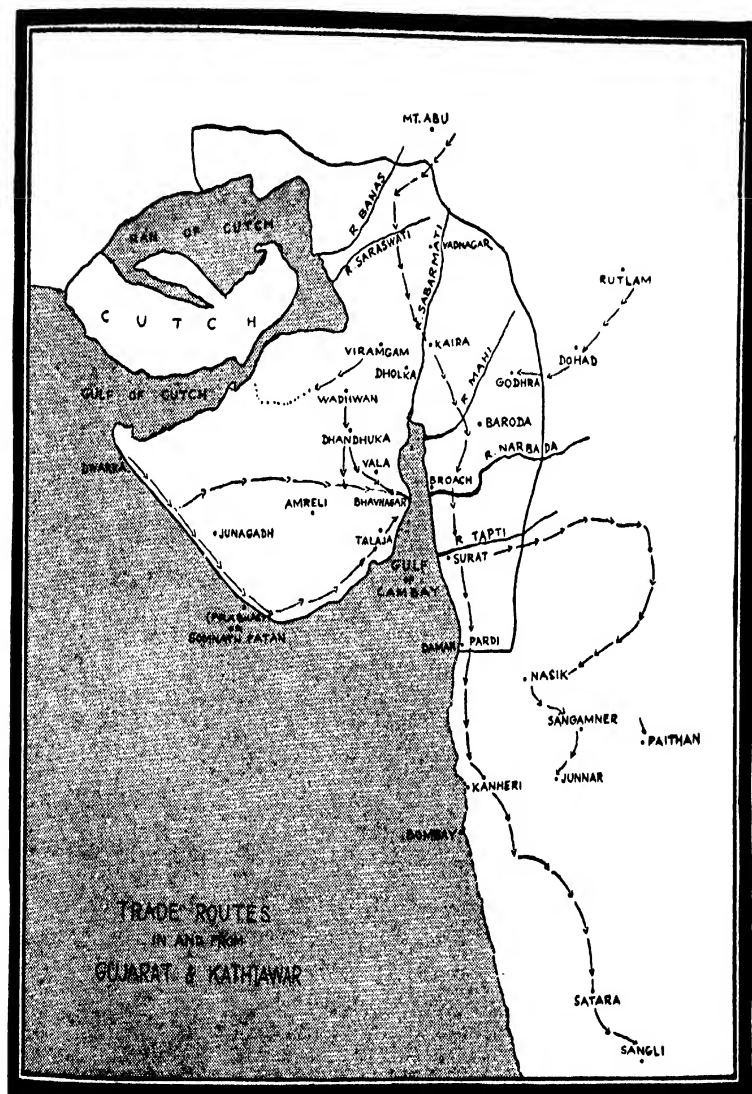 MT. ABU
R. BANAS
RAN OF CUTCH
R. SARASWATI
R. SABARMATI
VADNAGAR
RUTLAM
CUTCH
VIRAMGAM
KAIRA
DHOLKA
R. MAHI
DOHAD
GODHRA
GULF OF CUTCH
WADHWAN
BARODA
DHANDHUKA
R. NARBADA
DWARKA
VALA
BROACH
AMRELI
BHAVNAGAR
JUNAGADH
TALAJA
R. TAPTI
SURAT
GULF
OF
CAMBAY
(PRABHAS)
OR
SOMNATH PATAN
DAMAN
PARDI
NASIK
SANGAMNER
PAITHAN
JUNNAR
KANHERI
BOMBAY
TRADE ROUTES
IN AND FROM
GUJARAT & KATHIAWAR
SATARA
SANGLI